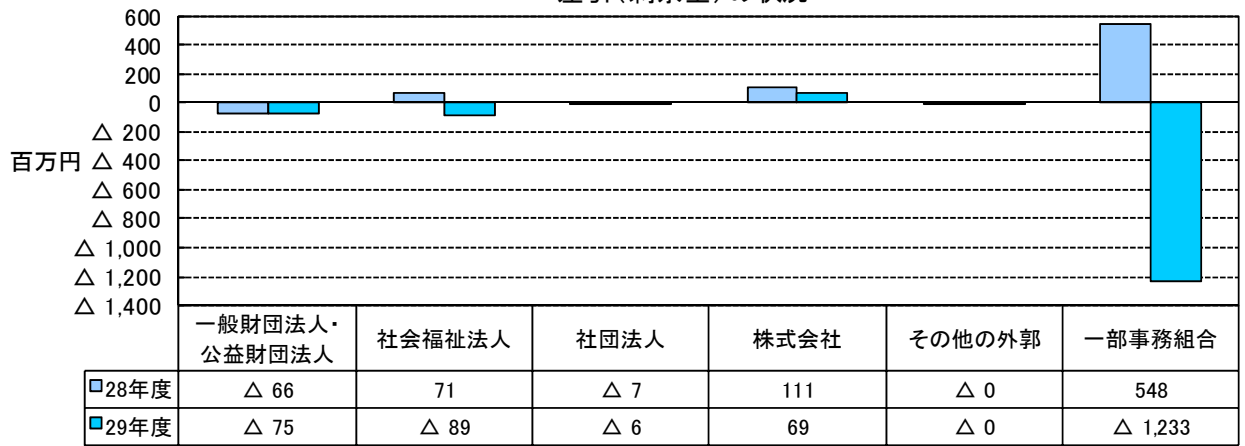 600
400
200
0
△ 200
百万円 △ 400
△ 600
△ 800
△ 1,000
△ 1,200
△ 1,400
一般財団法人・公益財団法人 社会福祉法人 社団法人 株式会社 その他の外郭 一部事務組合
28年度 △ 66 71 △ 7 111 △ 0 548
29年度 △ 75 △ 89 △ 6 69 △ 0 △ 1,233